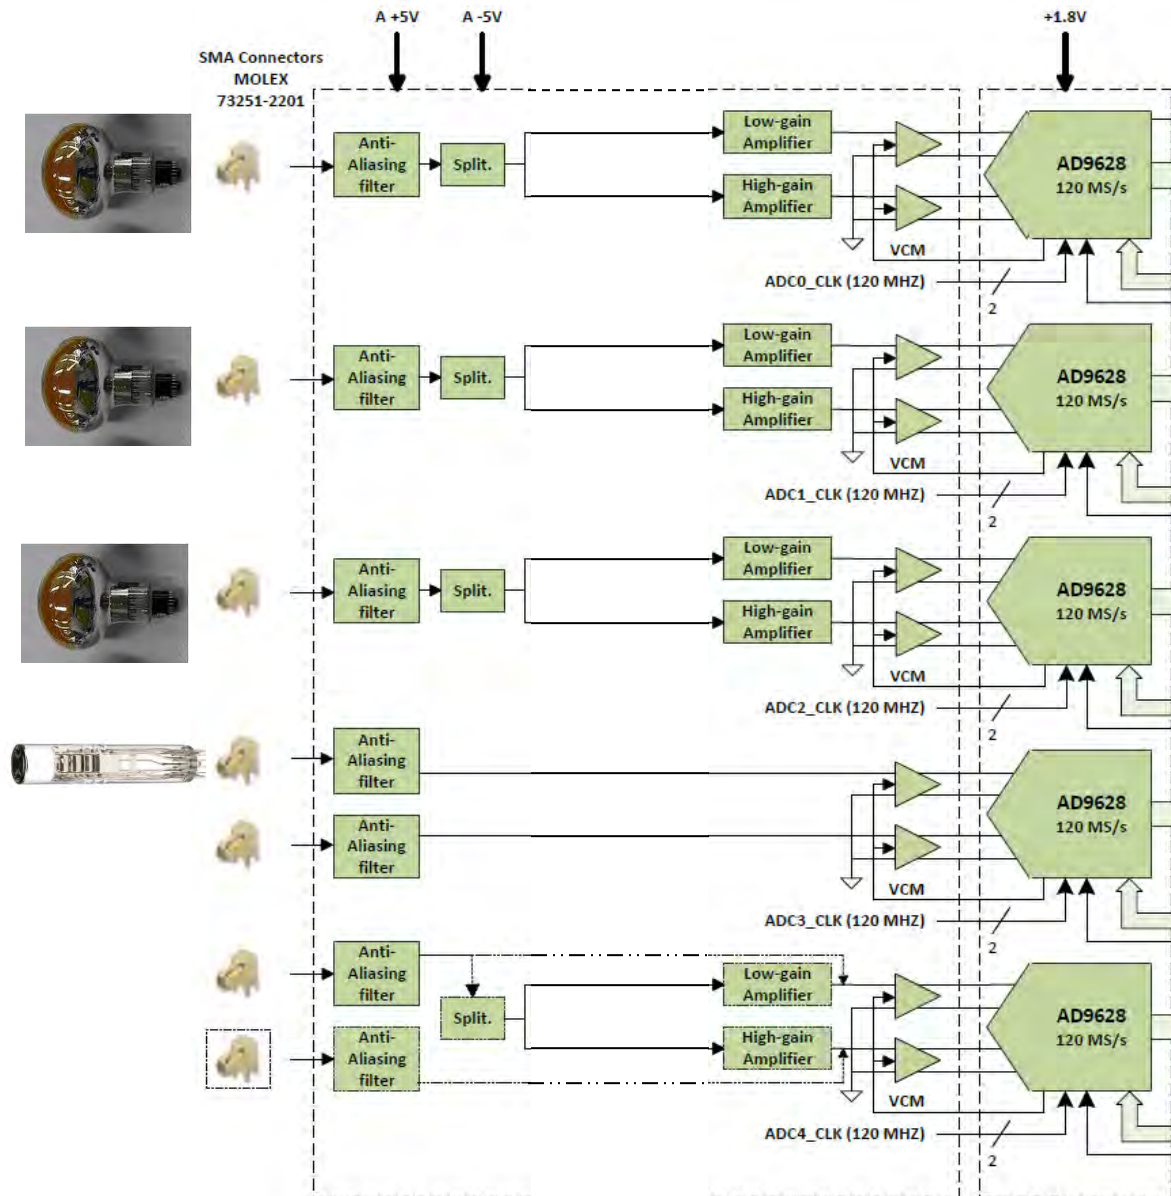 A +5V
A -5V
+1.8V
SMA Connectors
MOLEX
73251-2201
Anti-
Aliasing
filter
Split.
Low-gain
Amplifier
High-gain
Amplifier
VCM
AD9628
120 MS/s
ADC0_CLK (120 MHZ)
2
Anti-
Aliasing
filter
Split.
Low-gain
Amplifier
High-gain
Amplifier
VCM
AD9628
120 MS/s
ADC1_CLK (120 MHZ)
2
Anti-
Aliasing
filter
Split.
Low-gain
Amplifier
High-gain
Amplifier
VCM
AD9628
120 MS/s
ADC2_CLK (120 MHZ)
2
Anti-
Aliasing
filter
Anti-
Aliasing
filter
VCM
AD9628
120 MS/s
ADC3_CLK (120 MHZ)
2
Anti-
Aliasing
filter
Split.
Low-gain
Amplifier
Anti-
Aliasing
filter
High-gain
Amplifier
VCM
AD9628
120 MS/s
ADC4_CLK (120 MHZ)
2